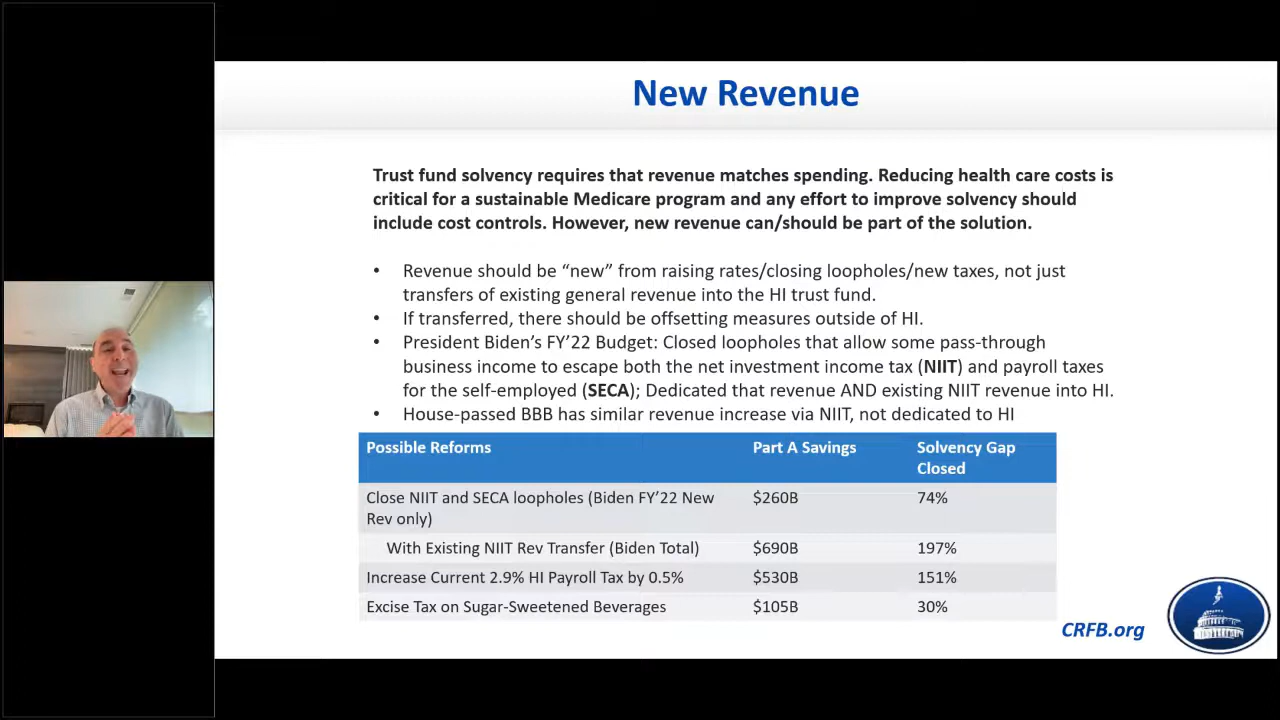 New Revenue
Trust fund solvency requires that revenue matches spending. Reducing health care costs is
critical for a sustainable Medicare program and any effort to improve solvency should
include cost controls. However, new revenue can/should be part of the solution.
• Revenue should be “new” from raising rates/closing loopholes/new taxes, not just
transfers of existing general revenue into the HI trust fund.
• If transferred, there should be offsetting measures outside of HI.
• President Biden’s FY’22 Budget: Closed loopholes that allow some pass-through
business income to escape both the net investment income tax (NIIT) and payroll taxes
for the self-employed (SECA); Dedicated that revenue AND existing NIIT revenue into HI.
• House-passed BBB has similar revenue increase via NIIT, not dedicated to HI
Possible Reforms Part A Savings Solvency Gap
Closed
Close NIIT and SECA loopholes (Biden FY’22 New $260B 74%
Rev only)
With Existing NIIT Rev Transfer (Biden Total) $690B 197%
Increase Current 2.9% HI Payroll Tax by 0.5% $530B 151%
Excise Tax on Sugar-Sweetened Beverages $105B 30%
CRFB.org